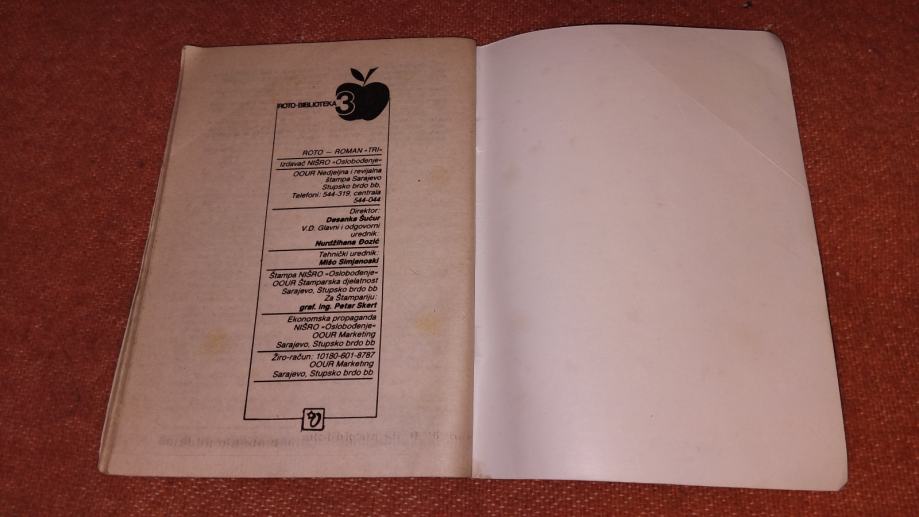 ROTO-BIBLIOTEKA 3
ROTO — ROMAN »TRI«
Izdavač NIŠRO »Oslobođenje«
OOUR Nedjeljna i revijalna
štampa Sarajevo
Stupsko brdo bb,
Telefoni: 544-319, centrala
544-044
Direktor:
Desanka Šućur
V.D. Glavni i odgovorni
urednik:
Nurdžihana Đozić
Tehnički urednik:
Mišo Simjanoski
Štampa NIŠRO »Oslobođenje«
OOUR Štamparska djelatnost
Sarajevo, Stupsko brdo bb
Za Štampariju:
graf. ing. Petar Skert
Ekonomska propaganda
NIŠRO »Oslobođenje«
OOUR Marketing
Sarajevo, Stupsko brdo bb
Žiro-račun: 10180-601-8787
OOUR Marketing
Sarajevo, Stupsko brdo bb